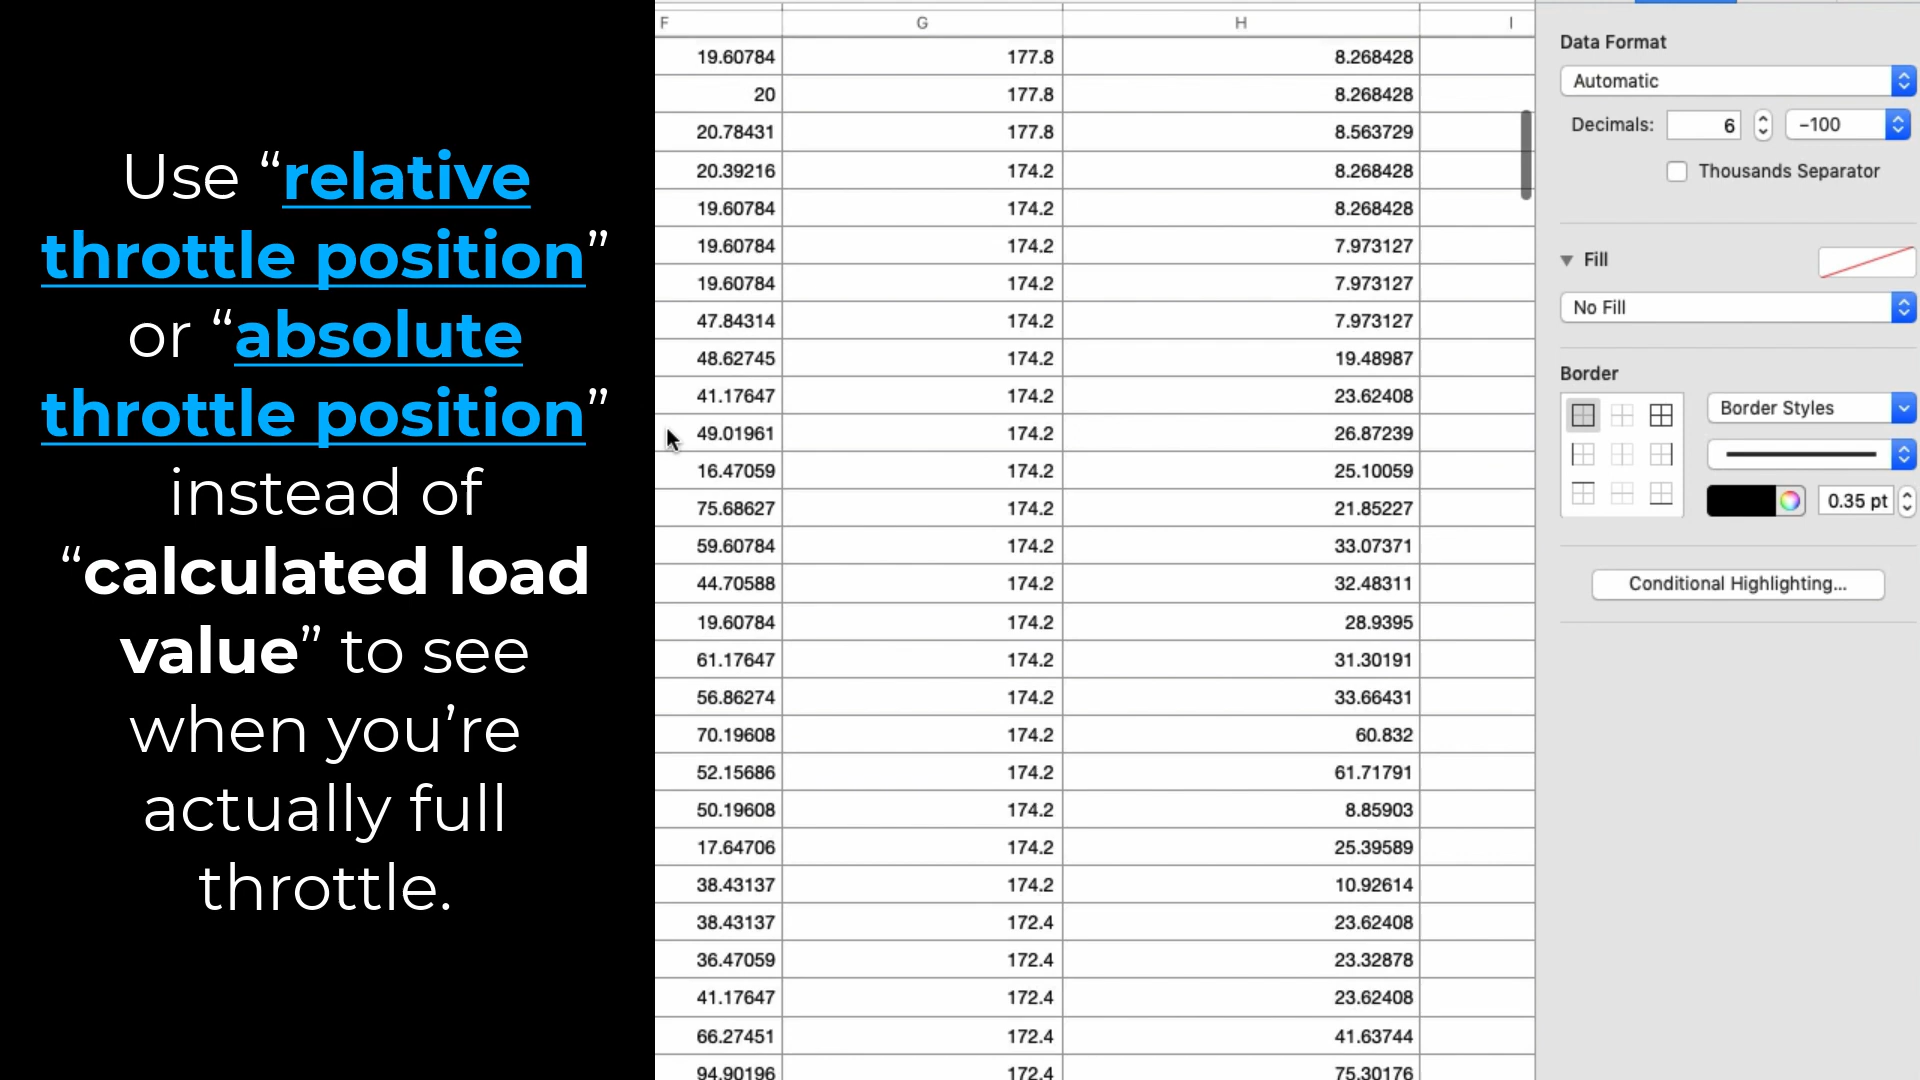 Use “relative
throttle position”
or “absolute
throttle position”
instead of
“calculated load
value” to see
when you’re
actually full
throttle.
F G H I
19.60784 177.8 8.268428
20 177.8 8.268428
20.78431 177.8 8.563729
20.39216 174.2 8.268428
19.60784 174.2 8.268428
19.60784 174.2 7.973127
19.60784 174.2 7.973127
47.84314 174.2 7.973127
48.62745 174.2 19.48987
41.17647 174.2 23.62408
49.01961 174.2 26.87239
16.47059 174.2 25.10059
75.68627 174.2 21.85227
59.60784 174.2 33.07371
44.70588 174.2 32.48311
19.60784 174.2 28.9395
61.17647 174.2 31.30191
56.86274 174.2 33.66431
70.19608 174.2 60.832
52.15686 174.2 61.71791
50.19608 174.2 8.85903
17.64706 174.2 25.39589
38.43137 174.2 10.92614
38.43137 172.4 23.62408
36.47059 172.4 23.32878
41.17647 172.4 23.62408
66.27451 172.4 41.63744
94.90196 172.4 75.30176
Data Format
Automatic
Decimals: 6 −100
Thousands Separator
Fill
No Fill
Border
Border Styles
0.35 pt
Conditional Highlighting...